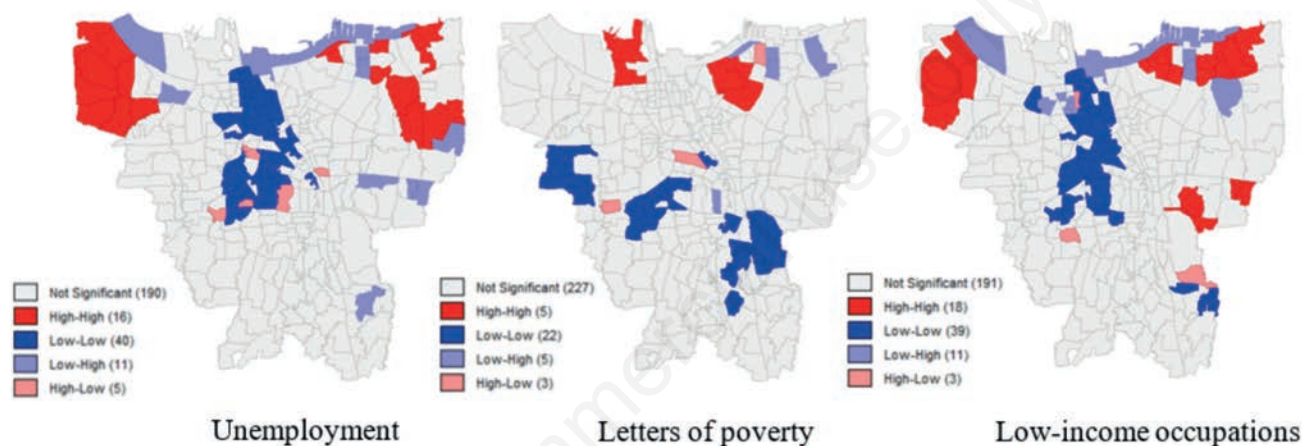 Not Significant (190)
High-High (16)
Low-Low (40)
Low-High (11)
High-Low (5)
Unemployment
Not Significant (227)
High-High (5)
Low-Low (22)
Low-High (5)
High-Low (3)
Letters of poverty
Not Significant (191)
High-High (18)
Low-Low (39)
Low-High (11)
High-Low (3)
Low-income occupations